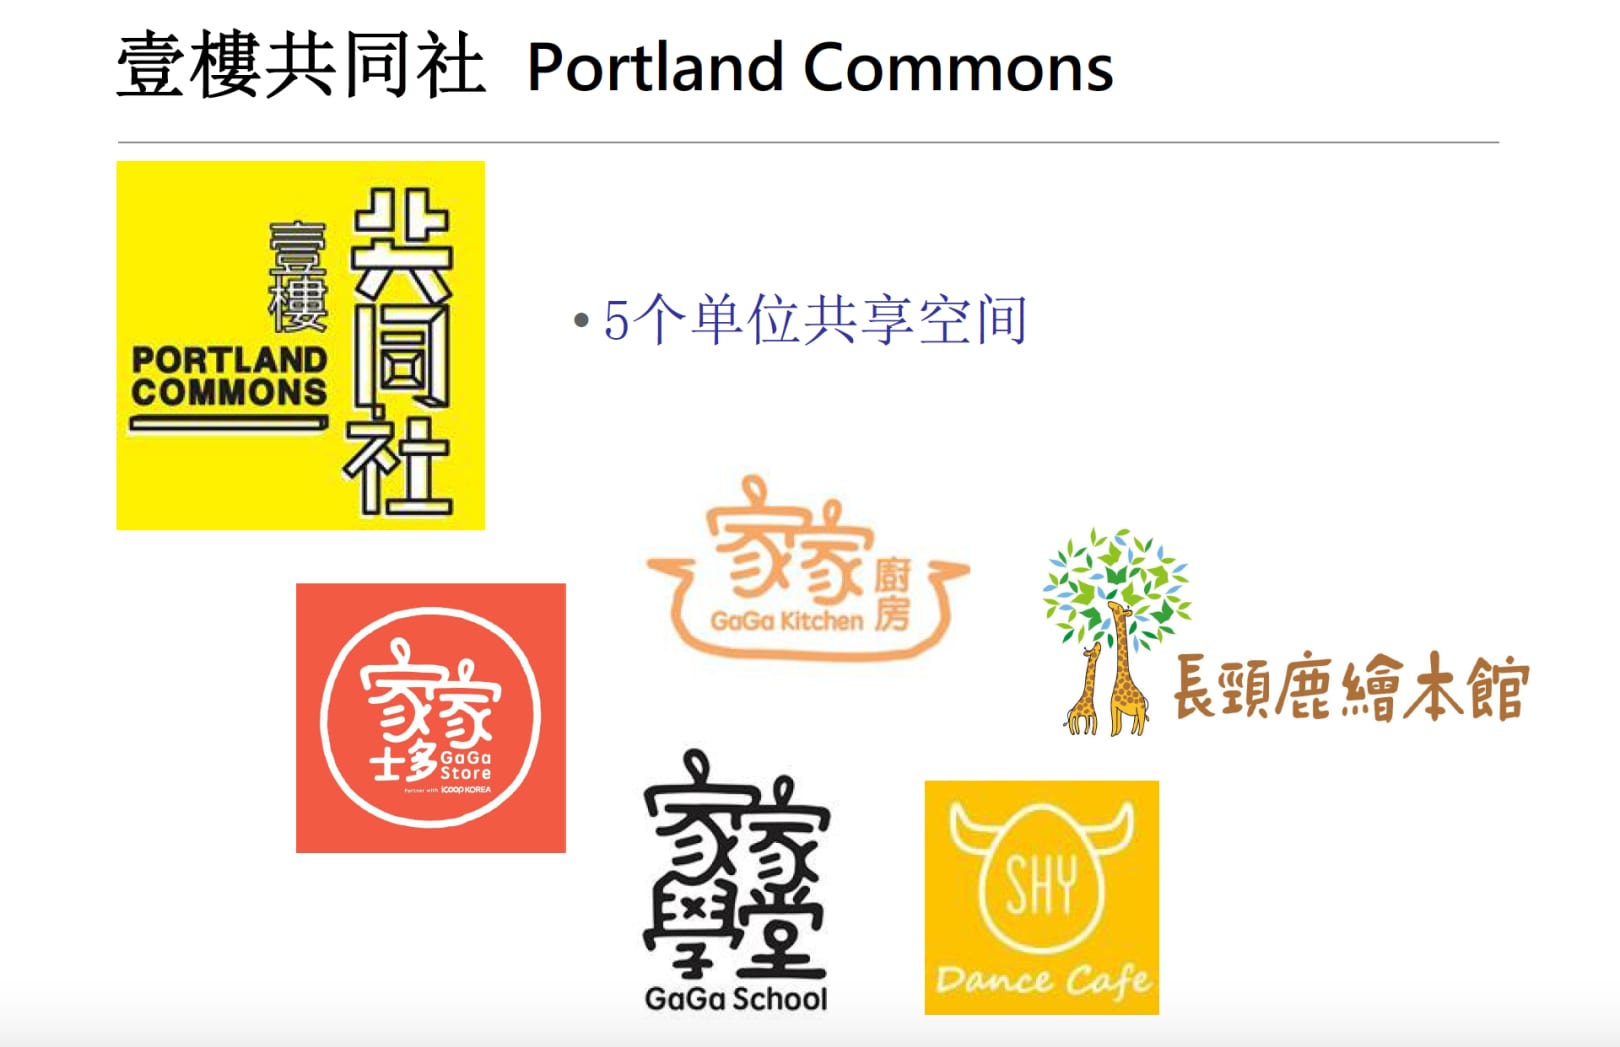 壹樓共同社 Portland Commons
壹樓
共同社
PORTLAND
COMMONS
• 5个单位共享空间
家家廚房
GaGa Kitchen
長頸鹿繪本館
家家
士多 GaGa
Store
Partner with iCOOP KOREA
家家
學堂
GaGa School
SHY
Dance Cafe